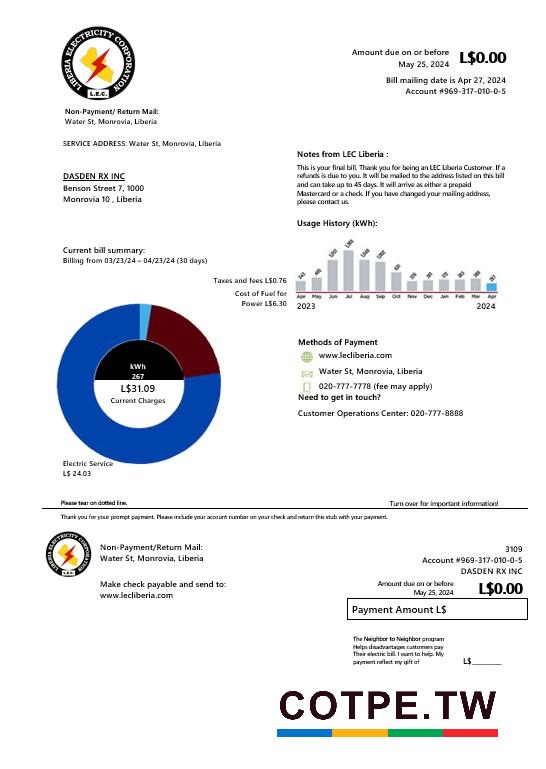 LIBERIA ELECTRICITY CORPORATION
L.E.C.
Amount due on or before
May 25, 2024
L$0.00
Bill mailing date is Apr 27, 2024
Account #969-317-010-0-5
Non-Payment/ Return Mail:
Water St, Monrovia, Liberia
SERVICE ADDRESS: Water St, Monrovia, Liberia
DASDEN RX INC
Benson Street 7, 1000
Monrovia 10 , Liberia
Notes from LEC Liberia :
This is your final bill. Thank you for being an LEC Liberia Customer. If a
refunds is due to you. It will be mailed to the address listed on this bill
and can take up to 45 days. It will arrive as either a prepaid
Mastercard or a check. If you have changed your mailing address,
please contact us.
Usage History (kWh):
Apr May Jun Jul Aug Sep Oct Nov Dec Jan Feb Mar Apr
2023 2024
Current bill summary:
Billing from 03/23/24 – 04/23/24 (30 days)
Taxes and fees L$0.76
Cost of Fuel for
Power L$6.30
kWh
267
L$31.09
Current Charges
Electric Service
L$ 24.03
Methods of Payment
www.lecliberia.com
Water St, Monrovia, Liberia
020-777-7778 (fee may apply)
Need to get in touch?
Customer Operations Center: 020-777-8888
Please tear on dotted line.
Turn over for important information!
Thank you for your prompt payment. Please include your account number on your check and return this stub with your payment.
Non-Payment/Return Mail:
Water St, Monrovia, Liberia
Make check payable and send to:
www.lecliberia.com
3109
Account #969-317-010-0-5
DASDEN RX INC
Amount due on or before
May 25, 2024
L$0.00
Payment Amount L$
The Neighbor to Neighbor program
Helps disadvantages customers pay
Their electric bill. I want to help. My
payment reflect my gift of
L$_______
COTPE.TW